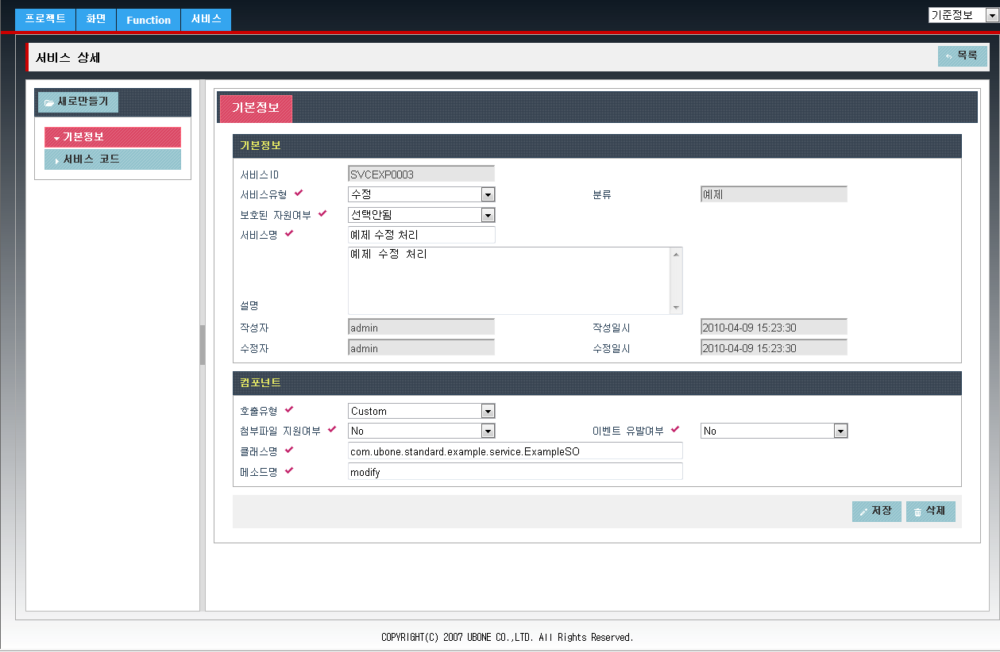 프로젝트 화면 Function 서비스 기준정보
서비스 상세 목록
새로만들기
기본정보
서비스 코드
기본정보
기본정보
서비스ID SVCEXP0003
서비스유형 수정 분류 예제
보호된 자원여부 선택안됨
서비스명 예제 수정 처리
예제 수정 처리
설명
작성자 admin 작성일시 2010-04-09 15:23:30
수정자 admin 수정일시 2010-04-09 15:23:30
컴포넌트
호출유형 Custom
첨부파일 지원여부 No 이벤트 유발여부 No
클래스명 com.ubone.standard.example.service.ExampleSO
메소드명 modify
저장 삭제
COPYRIGHT(C) 2007 UBONE CO.,LTD. All Rights Reserved.